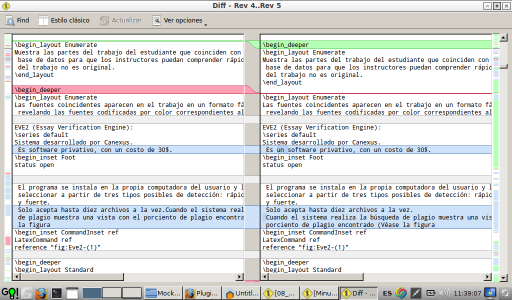 Diff - Rev 4..Rev 5
Find
Estilo clásico
Actualizar
Ver opciones
\begin_layout Enumerate
Muestra las partes del trabajo del estudiante que coinciden con
base de datos para que los instructores puedan comprender rápic
del trabajo no es original.
\end_layout
\begin_deeper
\begin_layout Enumerate
Las fuentes coincidentes aparecen en el trabajo en un formato fá
revelando las fuentes codificadas por color correspondientes al
EVE2 (Essay Verification Engine):
\series default
Sistema desarrollado por Canexus.
Es software privativo, con un costo de 30$.
\begin_inset Foot
status open
El programa se instala en la propia computadora del usuario y l
seleccionar a partir de tres tipos posibles de detección: rápic
y fuerte.
Solo acepta hasta diez archivos a la vez.Cuando el sistema real
de plagio muestra una vista con el porciento de plagio encontrac
la figura
\begin_inset CommandInset ref
LatexCommand ref
reference "fig:Eve2-(1)"
\begin_deeper
\begin_layout Standard
\begin_deeper
\begin_layout Enumerate
Muestra las partes del trabajo del estudiante que coinciden con
base de datos para que los instructores puedan comprender rápic
del trabajo no es original.
\end_layout
\begin_layout Enumerate
Las fuentes coincidentes aparecen en el trabajo en un formato fá
revelando las fuentes codificadas por color correspondientes al
EVE2 (Essay Verification Engine):
\series default
Sistema desarrollado por Canexus.
Es un software privativo, con un costo de 30$.
\begin_inset Foot
status open
El programa se instala en la propia computadora del usuario y l
seleccionar a partir de tres tipos posibles de detección: rápic
y fuerte.
Solo acepta hasta diez archivos a la vez.
Cuando el sistema realiza la búsqueda de plagio muestra una vis
porciento de plagio encontrado (Véase la figura
\begin_inset CommandInset ref
LatexCommand ref
reference "fig:Eve2-(1)"
\begin_deeper
\begin_layout Standard
GO!
Mock...
Plugi...
Untitl...
[08_...
[Minu...
Diff - ...
ES
11:39:07